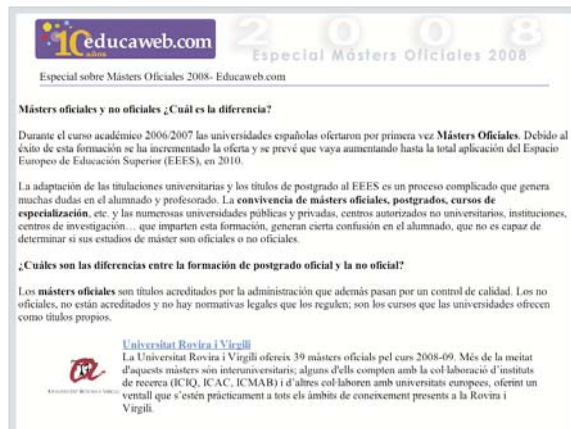 10 educaweb.com
años
2008
Especial Màsters Oficiales 2008
Especial sobre Másters Oficiales 2008- Educaweb.com
Másters oficiales y no oficiales ¿Cuál es la diferencia?
Durante el curso académico 2006/2007 las universidades españolas ofertaron por primera vez Másters Oficiales. Debido al
éxito de esta formación se ha incrementado la oferta y se prevé que vaya aumentando hasta la total aplicación del Espacio
Europeo de Educación Superior (EEES), en 2010.
La adaptación de las titulaciones universitarias y los títulos de postgrado al EEES es un proceso complicado que genera
muchas dudas en el alumnado y profesorado. La convivencia de másters oficiales, postgrados, cursos de
especialización, etc. y las numerosas universidades públicas y privadas, centros autorizados no universitarios, instituciones,
centros de investigación… que imparten esta formación, generan cierta confusión en el alumnado, que no es capaz de
determinar si sus estudios de máster son oficiales o no oficiales.
¿Cuáles son las diferencias entre la formación de postgrado oficial y la no oficial?
Los másters oficiales son títulos acreditados por la administración que además pasan por un control de calidad. Los no
oficiales, no están acreditados y no hay normativas legales que los regulen; son los cursos que las universidades ofrecen
como títulos propios.
Universitat Rovira i Virgili
La Universitat Rovira i Virgili ofereix 39 màsters oficials pel curs 2008-09. Més de la meitat
d'aquests màsters són interuniversitaris; alguns d'ells compten amb la col·laboració d'instituts
de recerca (ICIQ, ICAC, ICMAB) i d'altres col·laboren amb universitats europees, oferint un
ventall que s'estén pràcticament a tots els àmbits de coneixement presents a la Rovira i
Virgili.
UNIVERSITAT ROVIRA I VIRGILI